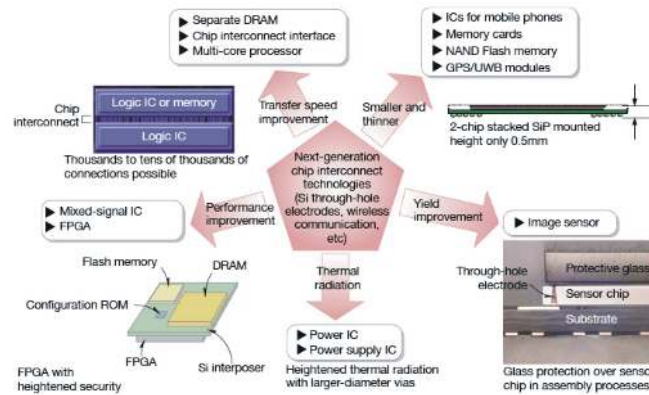 ▶ Separate DRAM
▶ Chip interconnect interface
▶ Multi-core processor
▶ ICs for mobile phones
▶ Memory cards
▶ NAND Flash memory
▶ GPS/UWB modules
Chip
interconnect
Logic IC or memory
Logic IC
Thousands to tens of thousands of
connections possible
Transfer speed
improvement
Smaller and
thinner
2-chip stacked SiP mounted
height only 0.5mm
Next-generation
chip interconnect
technologies
(Si through-hole
electrodes, wireless
communication,
etc)
Performance
improvement
Yield
improvement
Thermal
radiation
▶ Mixed-signal IC
▶ FPGA
▶ Image sensor
Flash memory
DRAM
Configuration ROM
FPGA
Si interposer
FPGA with
heightened security
▶ Power IC
▶ Power supply IC
Heightened thermal radiation
with larger-diameter vias
Through-hole
electrode
Protective glass
Sensor chip
Substrate
Glass protection over sensor
chip in assembly processes